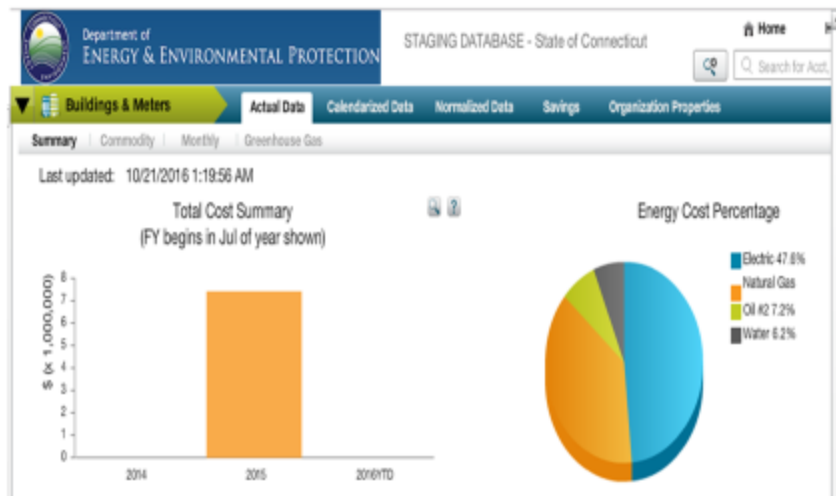 Department of
ENERGY & ENVIRONMENTAL PROTECTION
STAGING DATABASE - State of Connecticut
Home
Search for Acct,
Buildings & Meters
Actual Data
Calendarized Data
Normalized Data
Savings
Organization Properties
Summary
Commodity
Monthly
Greenhouse Gas
Last updated: 10/21/2016 1:19:56 AM
Total Cost Summary
(FY begins in Jul of year shown)
$ (x 1,000,000)
8
7
6
5
4
3
2
1
0
2014
2015
2016YTD
Energy Cost Percentage
Electric 47.6%
Natural Gas
Oil #2 7.2%
Water 6.2%